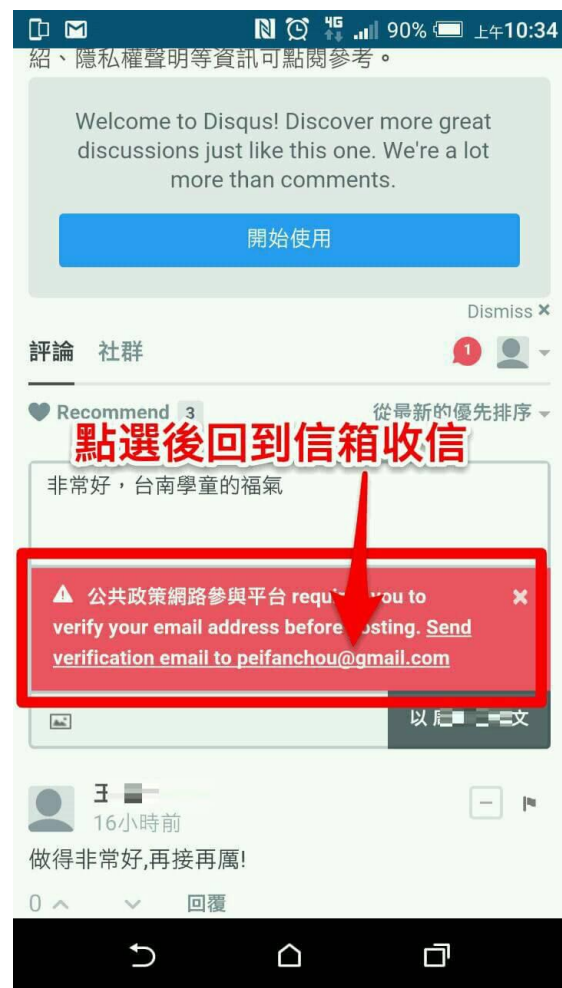 90% 上午10:34
紹、隱私權聲明等資訊可點閱參考。
Welcome to Disqus! Discover more great
discussions just like this one. We're a lot
more than comments.
開始使用
Dismiss ×
評論 社群
1
Recommend 3 從最新的優先排序
點選後回到信箱收信
非常好，台南學童的福氣
公共政策網路參與平台 you to
verify your email address before posting. Send
verification email to peifanchou@gmail.com
以 文
16小時前
做得非常好,再接再厲!
0 回覆